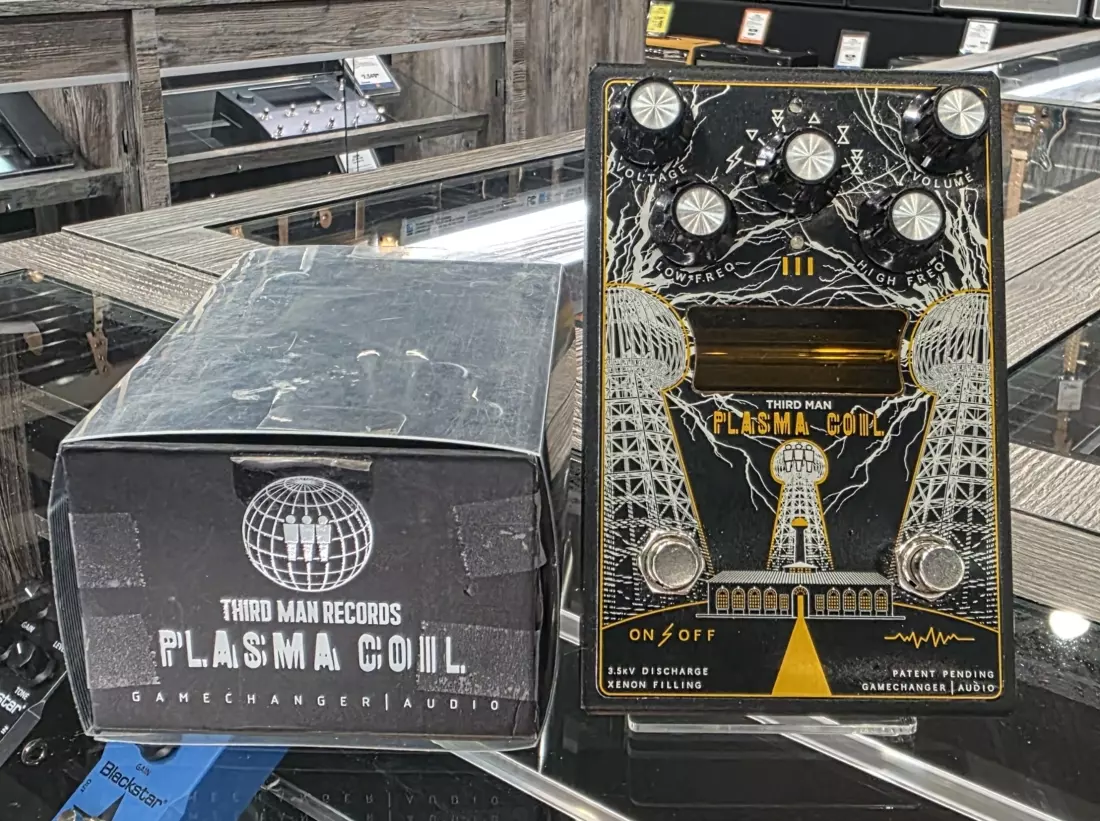 VOLTAGE
VOLUME
LOW FREQ
HIGH FREQ
III
THIRD MAN
PLASMA COIL
ON OFF
3.5KV DISCHARGE
XENON FILLING
PATENT PENDING
GAMECHANGER | AUDIO
THIRD MAN RECORDS
PLASMA COIL
GAMECHANGER | AUDIO
GAIN
TONE
GAIN
Blackstar